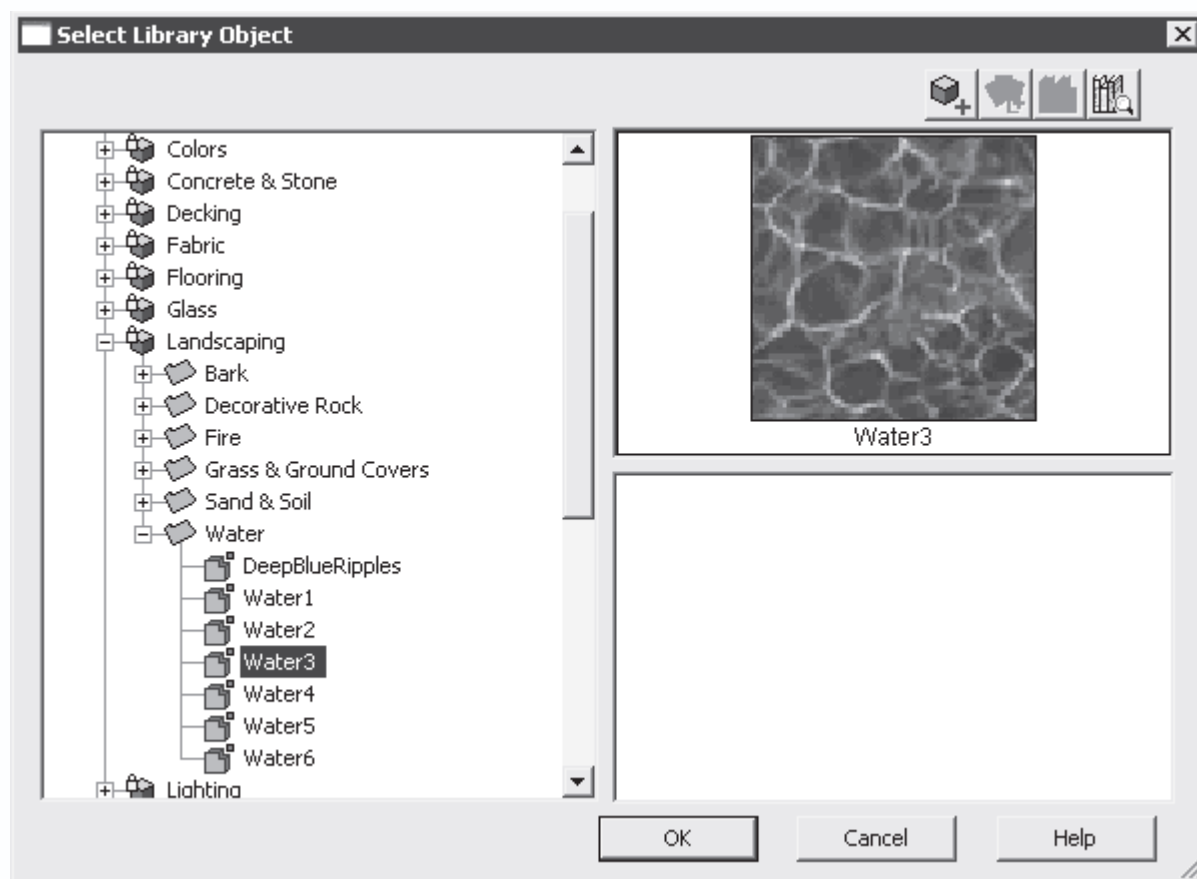 Select Library Object
Colors
Concrete & Stone
Decking
Fabric
Flooring
Glass
Landscaping
Bark
Decorative Rock
Fire
Grass & Ground Covers
Sand & Soil
Water
DeepBlueRipples
Water1
Water2
Water3
Water4
Water5
Water6
Lighting
Water3
OK
Cancel
Help